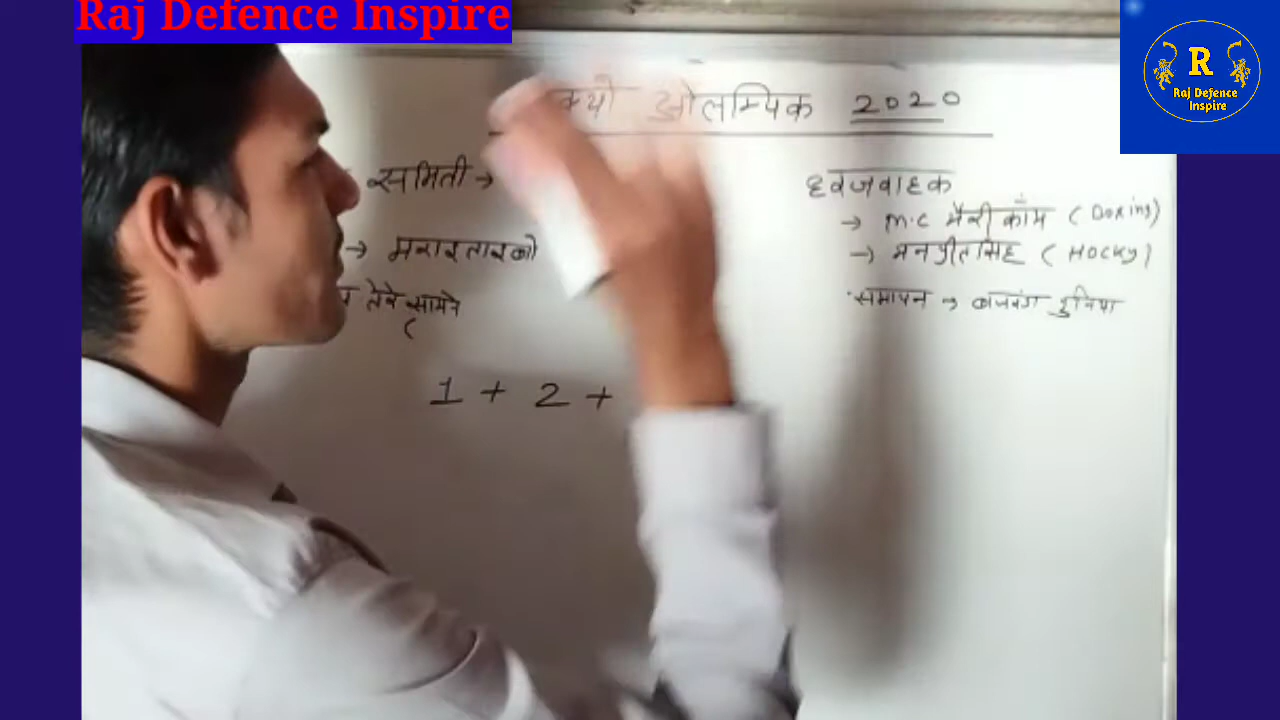 Raj Defence Inspire
R
Raj Defence
Inspire
ओलम्पिक 2020
समिती →
→ मशारतारको
लेवे सामने
1 + 2 +
ध्वजवाहक
→ M.C मैरी कॉम (Boxing)
→ मनप्रीतसिंह (Hocky)
समापन → बजरंग पुनिया